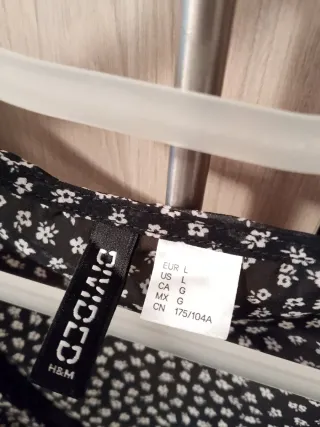 DIVIDED
H&M
EUR L
US L
CA G
MX G
CN 175/104A